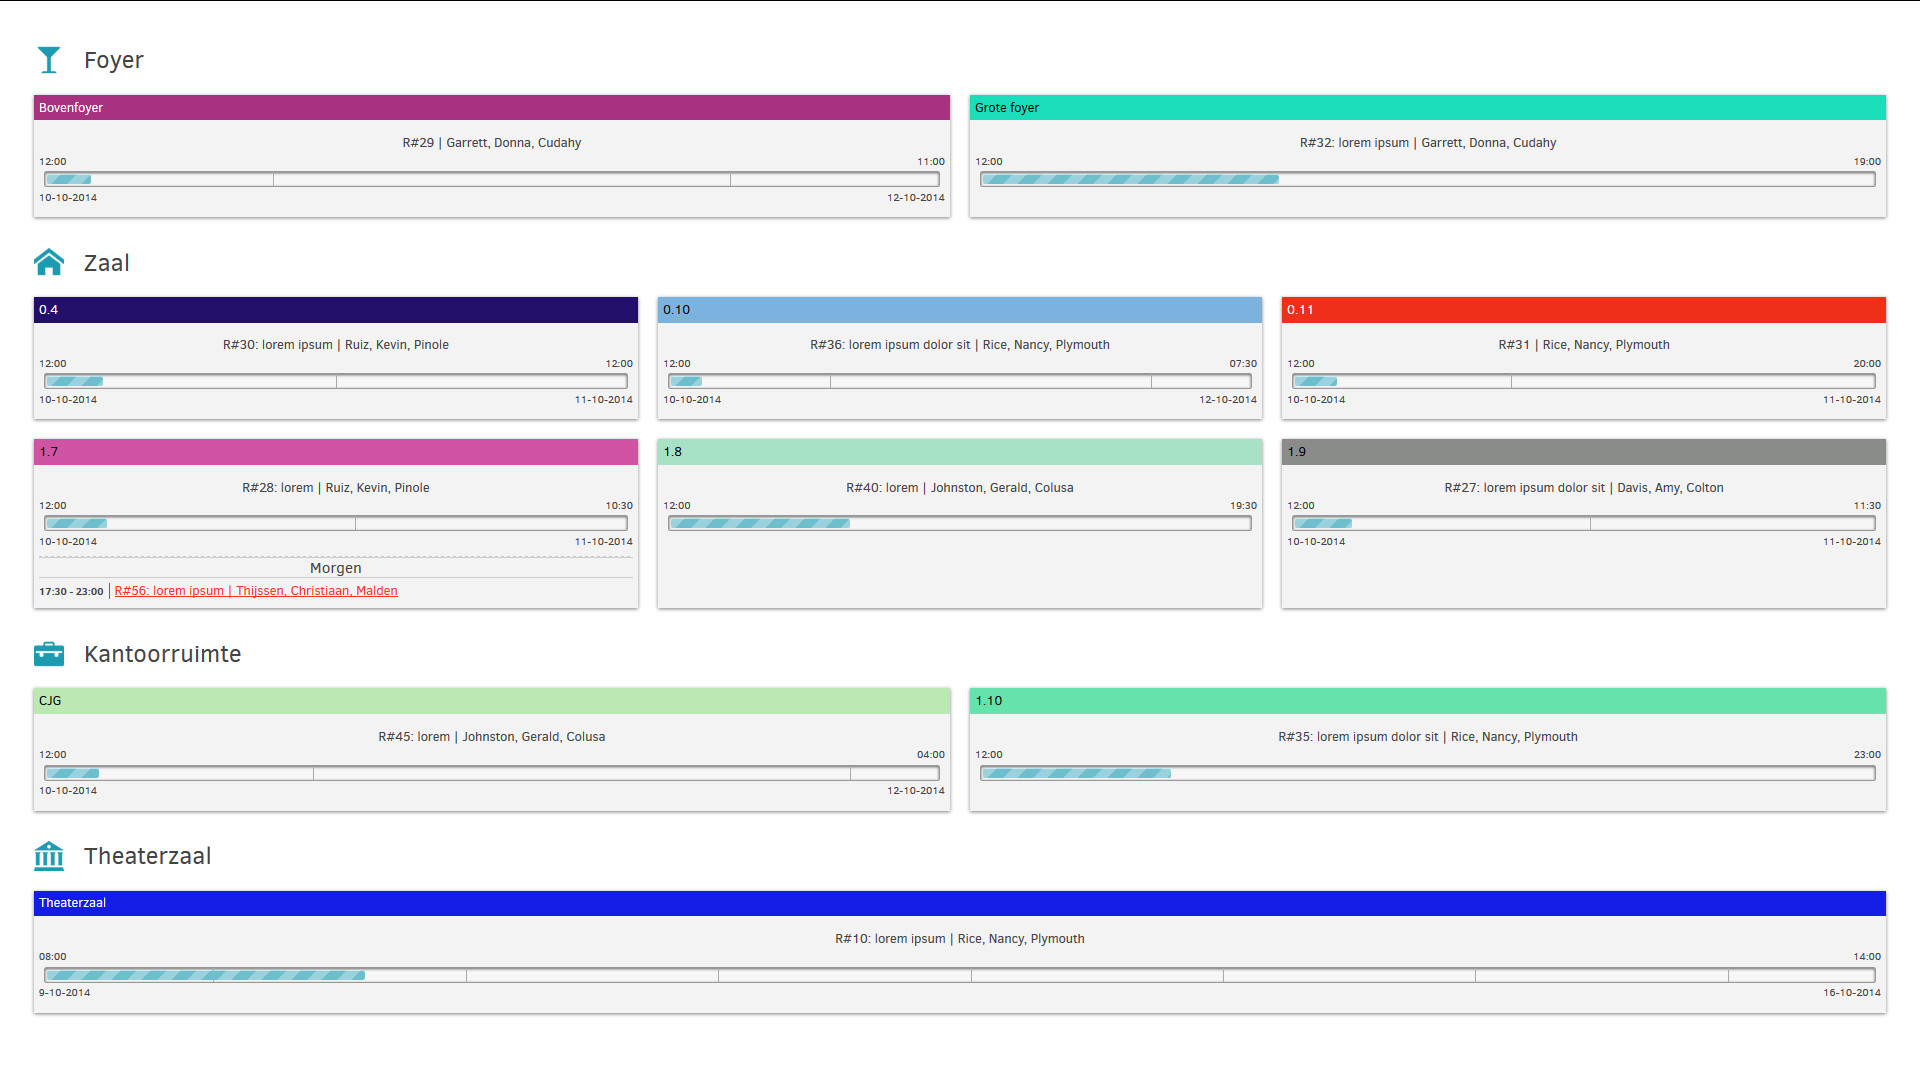 Foyer
Bovenfoyer
R#29 | Garrett, Donna, Cudahy
12:00 11:00
10-10-2014 12-10-2014
Grote foyer
R#32: lorem ipsum | Garrett, Donna, Cudahy
12:00 19:00
Zaal
0.4
R#30: lorem ipsum | Ruiz, Kevin, Pinole
12:00 12:00
10-10-2014 11-10-2014
0.10
R#36: lorem ipsum dolor sit | Rice, Nancy, Plymouth
12:00 07:30
10-10-2014 12-10-2014
0.11
R#31 | Rice, Nancy, Plymouth
12:00 20:00
10-10-2014 11-10-2014
1.7
R#28: lorem | Ruiz, Kevin, Pinole
12:00 10:30
10-10-2014 11-10-2014
Morgen
17:30 - 23:00 R#56: lorem ipsum | Thijssen, Christiaan, Malden
1.8
R#40: lorem | Johnston, Gerald, Colusa
12:00 19:30
1.9
R#27: lorem ipsum dolor sit | Davis, Amy, Colton
12:00 11:30
10-10-2014 11-10-2014
Kantoorruimte
CJG
R#45: lorem | Johnston, Gerald, Colusa
12:00 04:00
10-10-2014 12-10-2014
1.10
R#35: lorem ipsum dolor sit | Rice, Nancy, Plymouth
12:00 23:00
Theaterzaal
Theaterzaal
R#10: lorem ipsum | Rice, Nancy, Plymouth
08:00 14:00
9-10-2014 16-10-2014